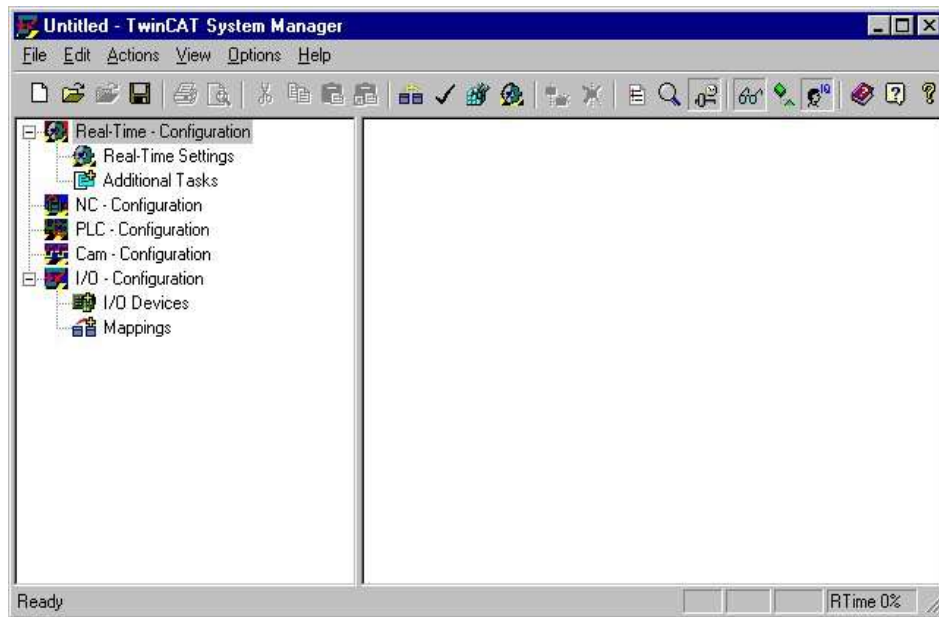 Untitled - TwinCAT System Manager
File Edit Actions View Options Help
Real-Time - Configuration
Real-Time Settings
Additional Tasks
NC - Configuration
PLC - Configuration
Cam - Configuration
I/O - Configuration
I/O Devices
Mappings
Ready
RTime 0%